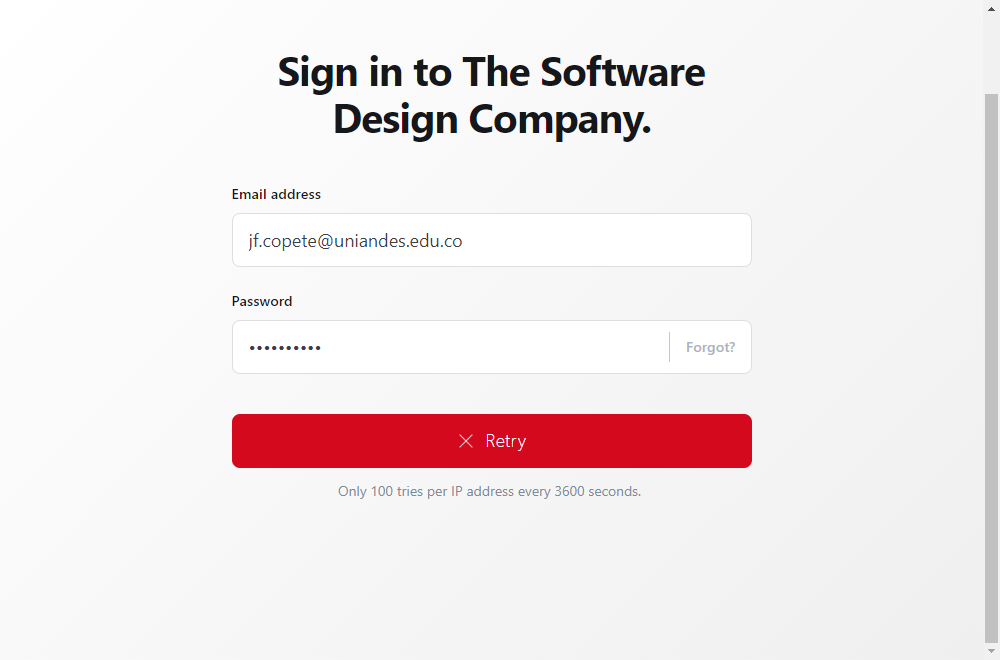 Sign in to The Software
Design Company.
Email address
jf.copete@uniandes.edu.co
Password
••••••••••
Forgot?
Retry
Only 100 tries per IP address every 3600 seconds.